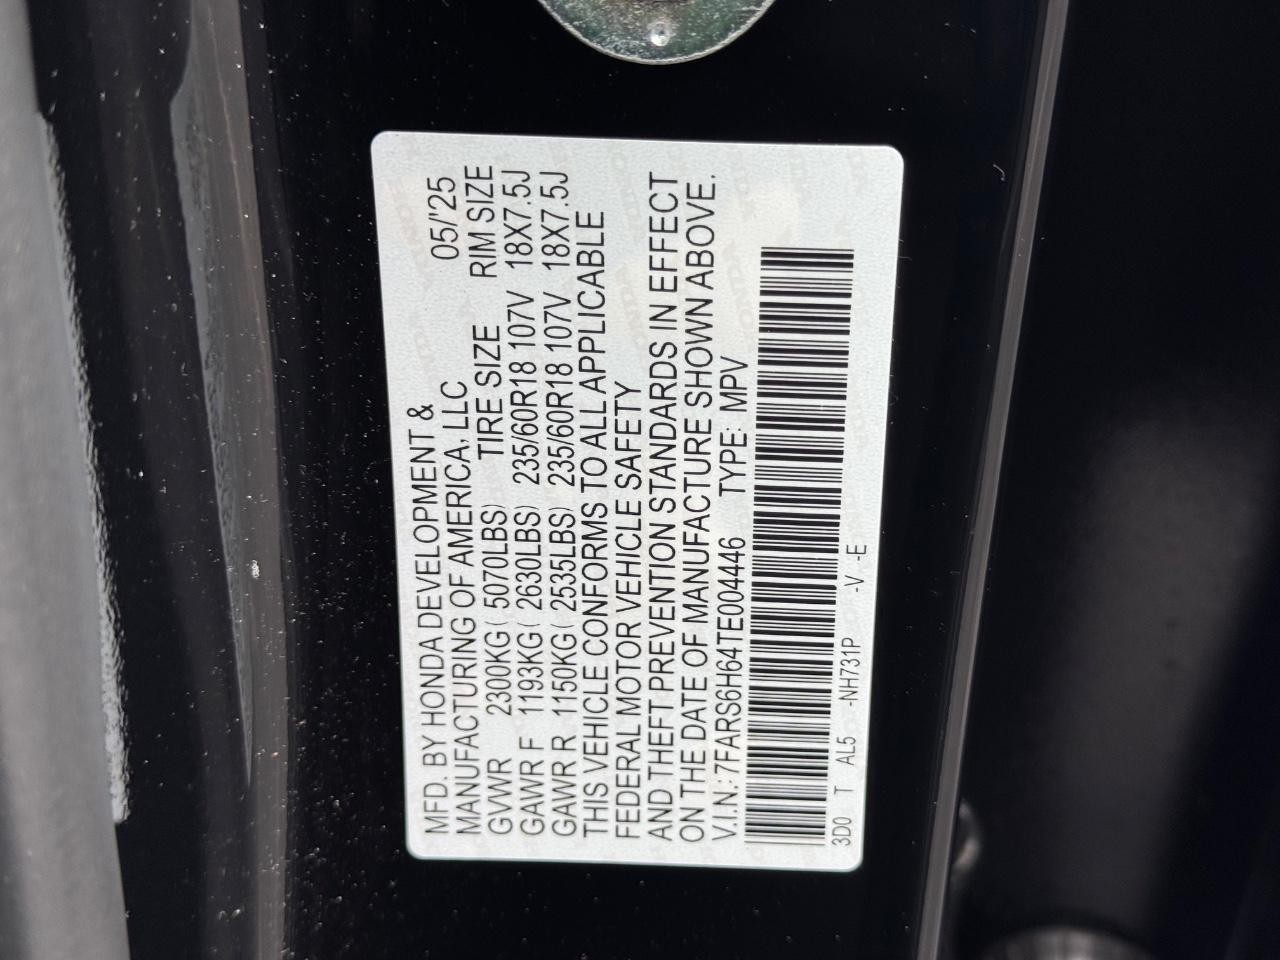 MFD. BY HONDA DEVELOPMENT &
MANUFACTURING OF AMERICA, LLC 05/'25
GVWR 2300KG ( 5070LBS) TIRE SIZE RIM SIZE
GAWR F 1193KG ( 2630LBS) 235/60R18 107V 18X7.5J
GAWR R 1150KG ( 2535LBS) 235/60R18 107V 18X7.5J
THIS VEHICLE CONFORMS TO ALL APPLICABLE
FEDERAL MOTOR VEHICLE SAFETY
AND THEFT PREVENTION STANDARDS IN EFFECT
ON THE DATE OF MANUFACTURE SHOWN ABOVE.
V.I.N.: 7FARS6H64TE004446 TYPE: MPV
3D0 T AL5 -NH731P -V -E